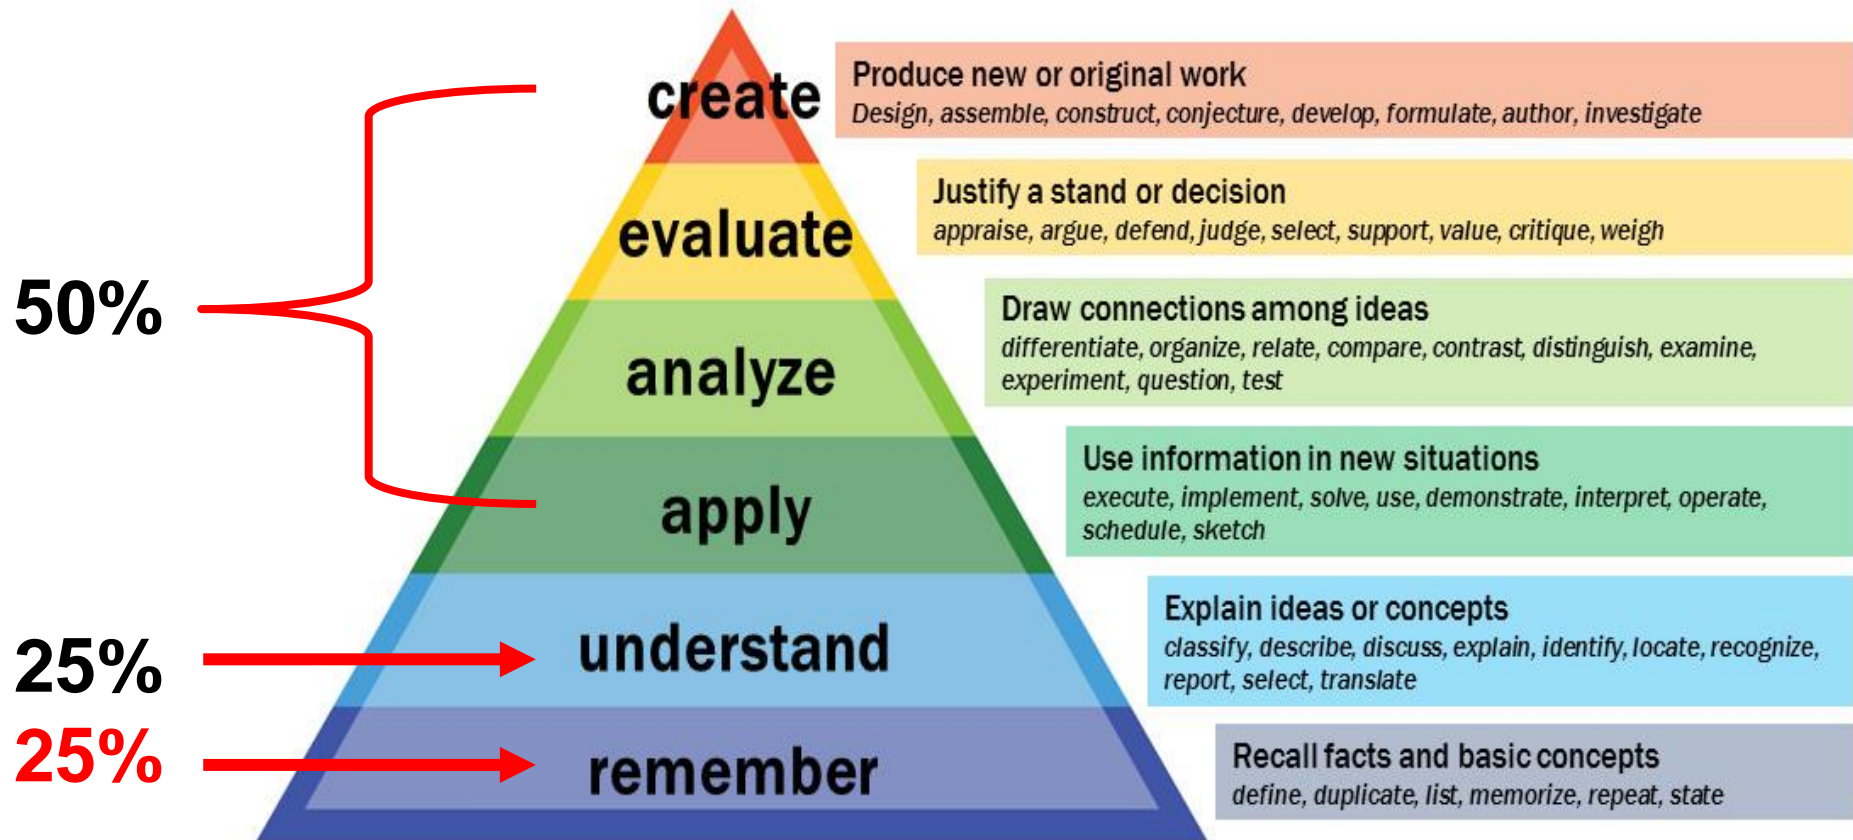 create
Produce new or original work
Design, assemble, construct, conjecture, develop, formulate, author, investigate
evaluate
Justify a stand or decision
appraise, argue, defend, judge, select, support, value, critique, weigh
50%
analyze
Draw connections among ideas
differentiate, organize, relate, compare, contrast, distinguish, examine,
experiment, question, test
apply
Use information in new situations
execute, implement, solve, use, demonstrate, interpret, operate,
schedule, sketch
25%
understand
Explain ideas or concepts
classify, describe, discuss, explain, identify, locate, recognize,
report, select, translate
25%
remember
Recall facts and basic concepts
define, duplicate, list, memorize, repeat, state